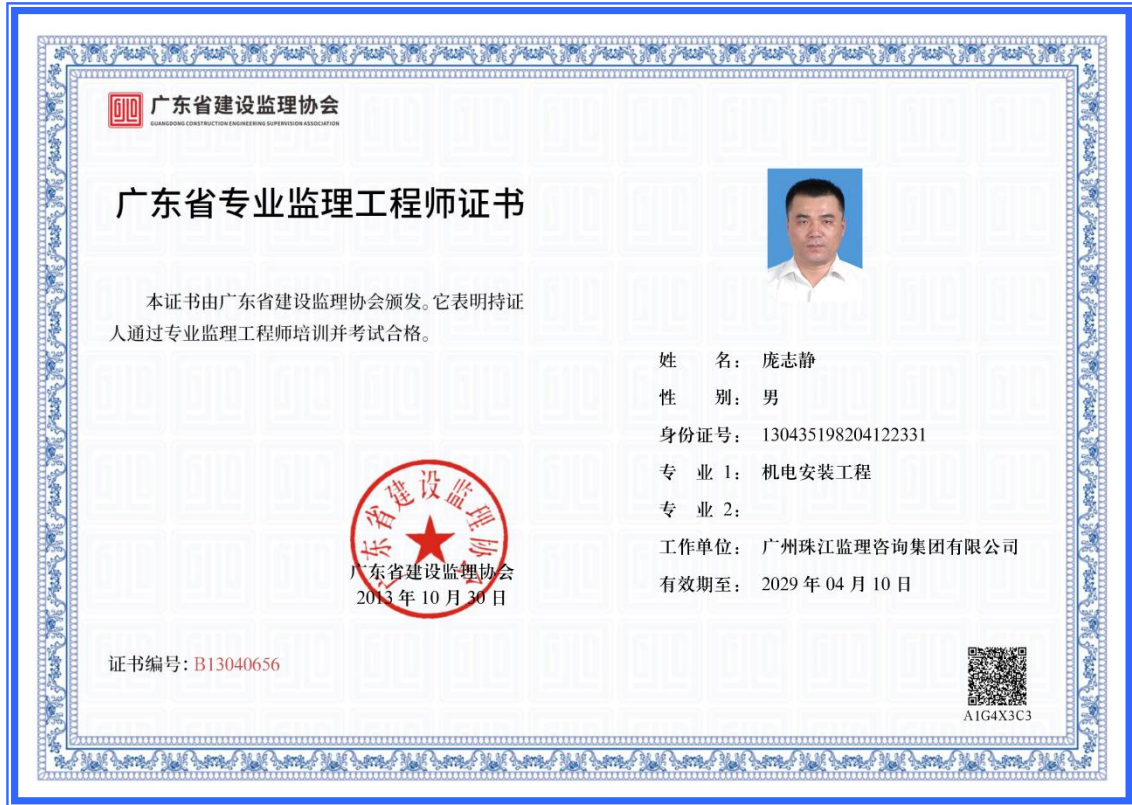 广东省建设监理协会
GUANGDONG CONSTRUCTION ENGINEERING SUPERVISION ASSOCIATION
广东省专业监理工程师证书
本证书由广东省建设监理协会颁发。它表明持证
人通过专业监理工程师培训并考试合格。
姓 名： 庞志静
性 别： 男
身份证号： 130435198204122331
专 业 1： 机电安装工程
专 业 2：
工作单位： 广州珠江监理咨询集团有限公司
有效期至： 2029 年 04 月 10 日
广东省建设监理协会
广东省建设监理协会
2013 年 10 月 30 日
证书编号：B13040656
A1G4X3C3